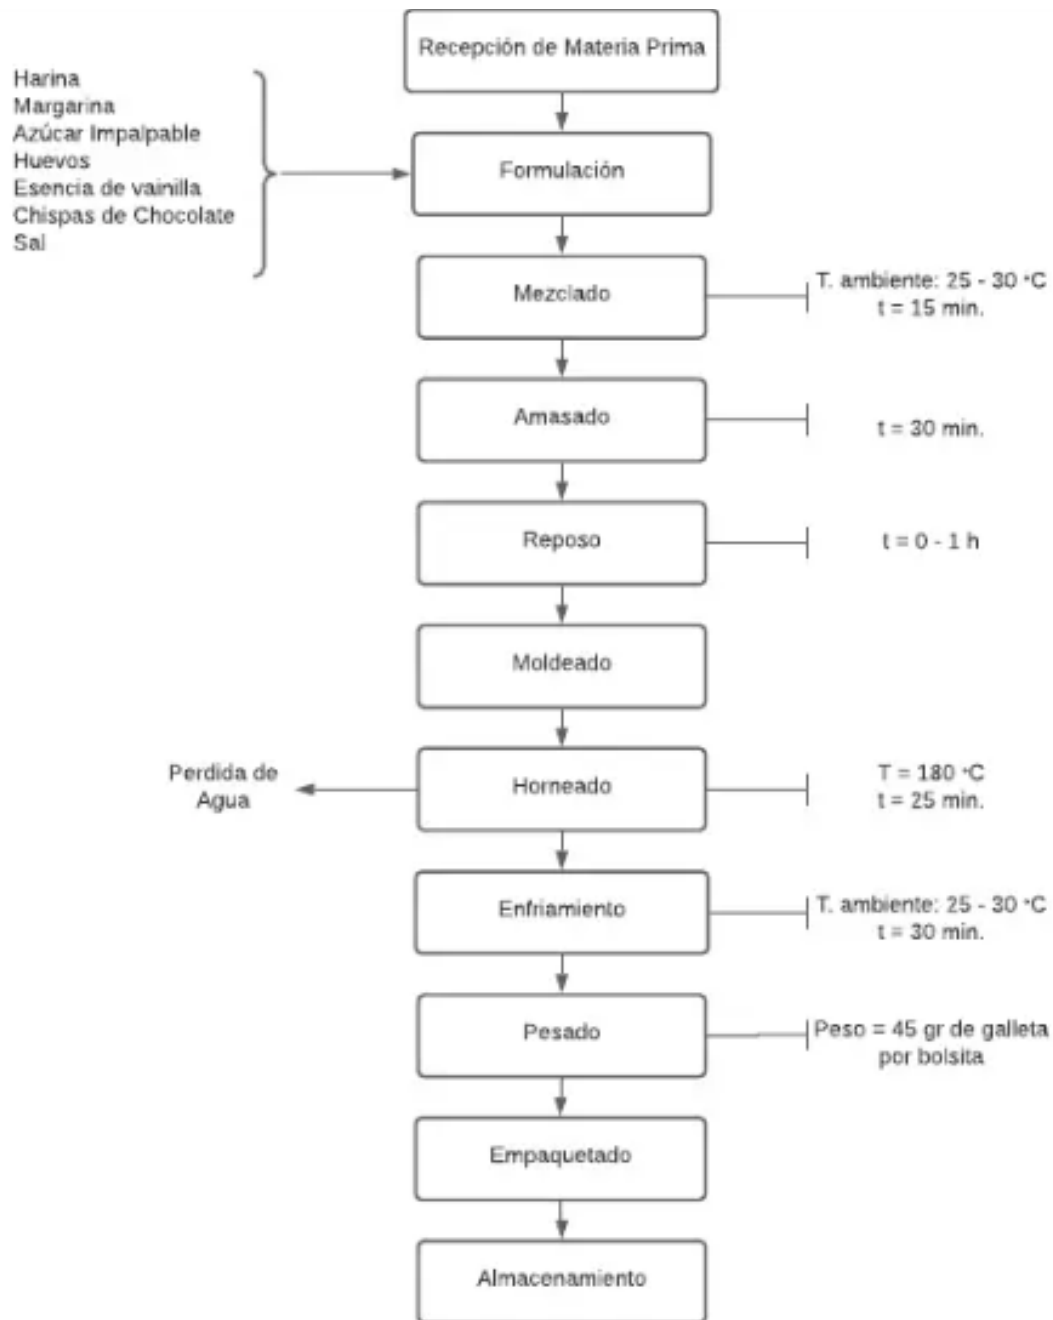 Recepción de Materia Prima
Harina
Margarina
Azúcar Impalpable
Huevos
Esencia de vainilla
Chispas de Chocolate
Sal
Formulación
Mezclado
T. ambiente: 25 - 30 °C
t = 15 min.
Amasado
t = 30 min.
Reposo
t = 0 - 1 h
Moldeado
Perdida de
Agua
Horneado
T = 180 °C
t = 25 min.
Enfriamiento
T. ambiente: 25 - 30 °C
t = 30 min.
Pesado
Peso = 45 gr de galleta
por bolsita
Empaquetado
Almacenamiento